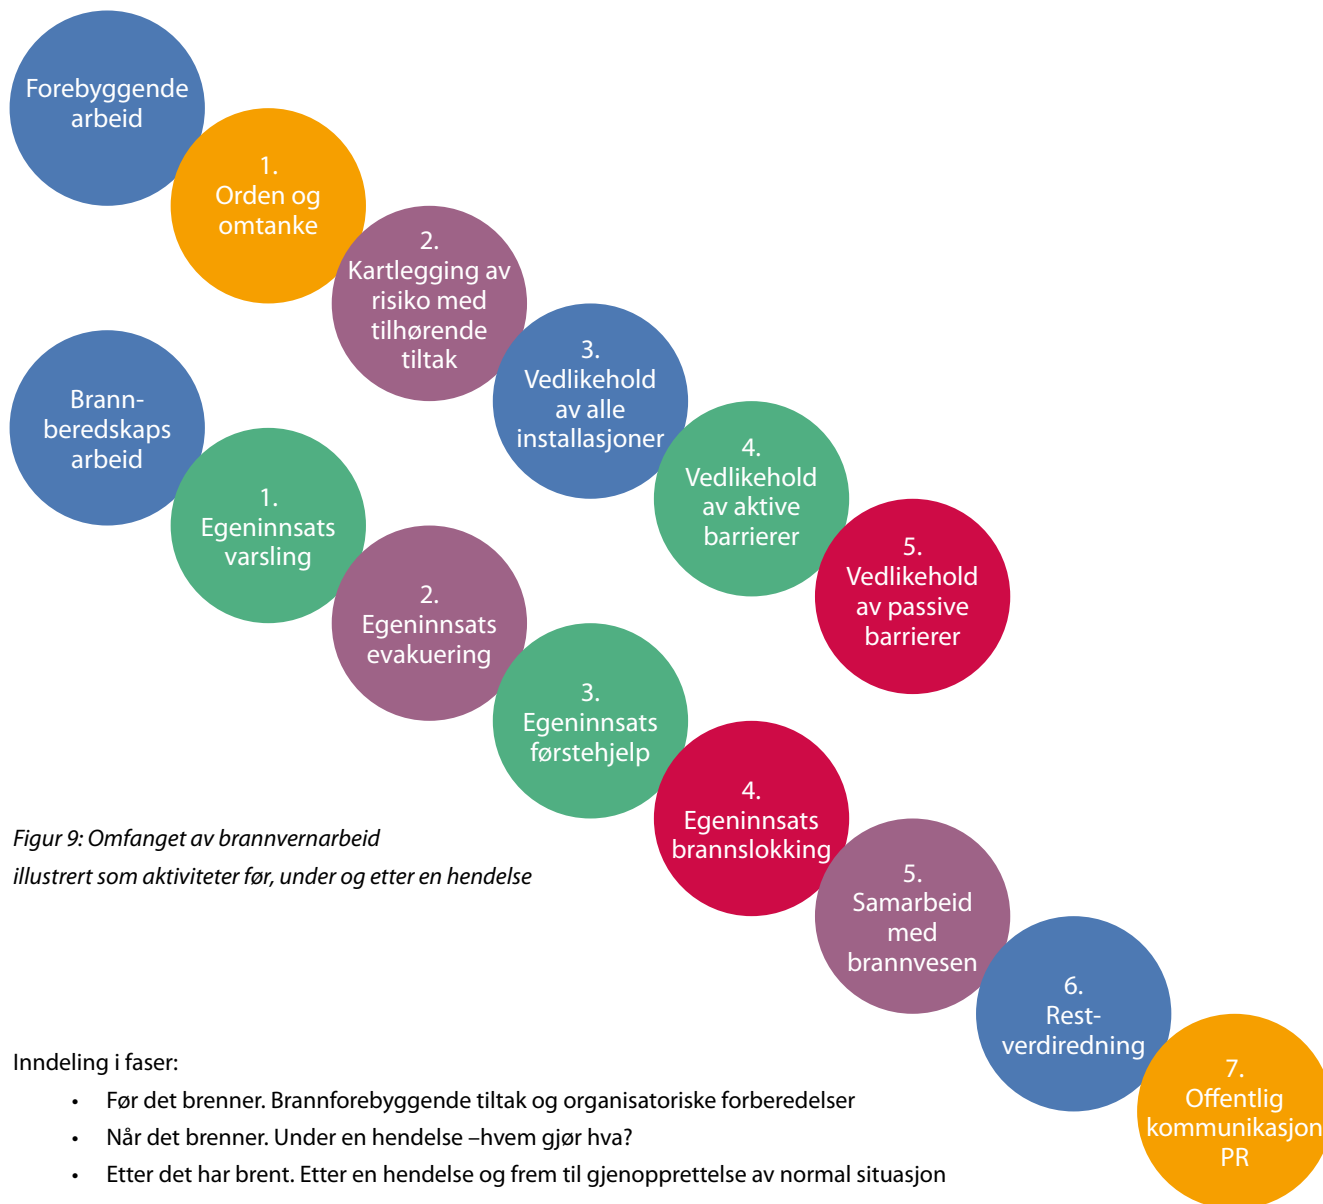 Forebyggende
arbeid
1.
Orden og
omtanke
2.
Kartlegging av
risiko med
tilhørende
tiltak
3.
Vedlikehold
av alle
installasjoner
4.
Vedlikehold
av aktive
barrierer
5.
Vedlikehold
av passive
barrierer
Brann-
beredskaps
arbeid
1.
Egeninnsats
varsling
2.
Egeninnsats
evakuering
3.
Egeninnsats
førstehjelp
4.
Egeninnsats
brannslokking
5.
Samarbeid
med
brannvesen
6.
Rest-
verdiredning
7.
Offentlig
kommunikasjon
PR
Figur 9: Omfanget av brannvernarbeid
illustrert som aktiviteter før, under og etter en hendelse
Inndeling i faser:
• Før det brenner. Brannforebyggende tiltak og organisatoriske forberedelser
• Når det brenner. Under en hendelse –hvem gjør hva?
• Etter det har brent. Etter en hendelse og frem til gjenopprettelse av normal situasjon